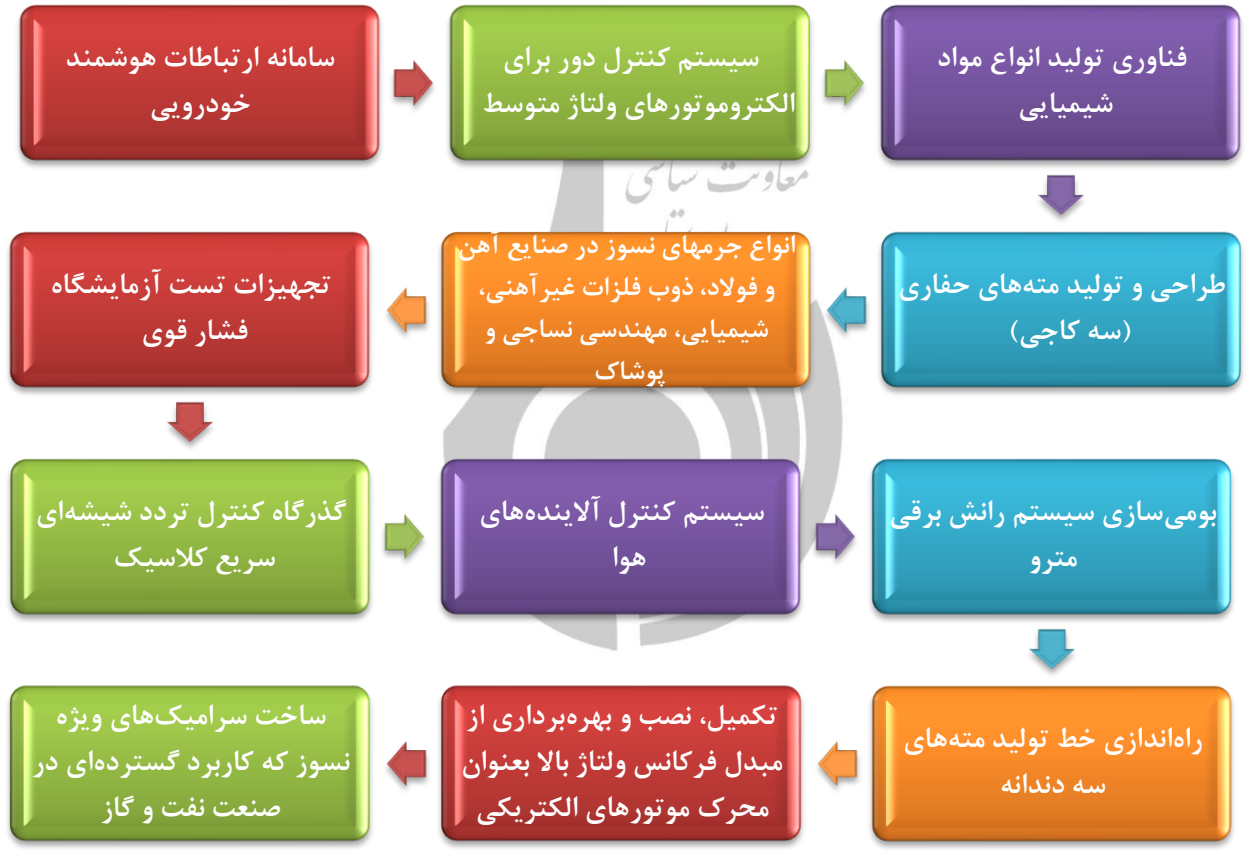 سامانه ارتباطات هوشمند
خودرویی
سیستم کنترل دور برای
الکتروموتورهای ولتاژ متوسط
فناوری تولید انواع مواد
شیمیایی
معاونت سیاسی
طراحی و تولید مته‌های حفاری
(سه کاجی)
انواع جرمهای نسوز در صنایع آهن
و فولاد، ذوب فلزات غیرآهنی،
شیمیایی، مهندسی نساجی و
پوشاک
تجهیزات تست آزمایشگاه
فشار قوی
گذرگاه کنترل تردد شیشه‌ای
سریع کلاسیک
سیستم کنترل آلاینده‌های
هوا
بومی‌سازی سیستم رانش برقی
مترو
راه‌اندازی خط تولید مته‌های
سه دندانه
تکمیل، نصب و بهره‌برداری از
مبدل فرکانس ولتاژ بالا بعنوان
محرک موتورهای الکتریکی
ساخت سرامیک‌های ویژه
نسوز که کاربرد گسترده‌ای در
صنعت نفت و گاز